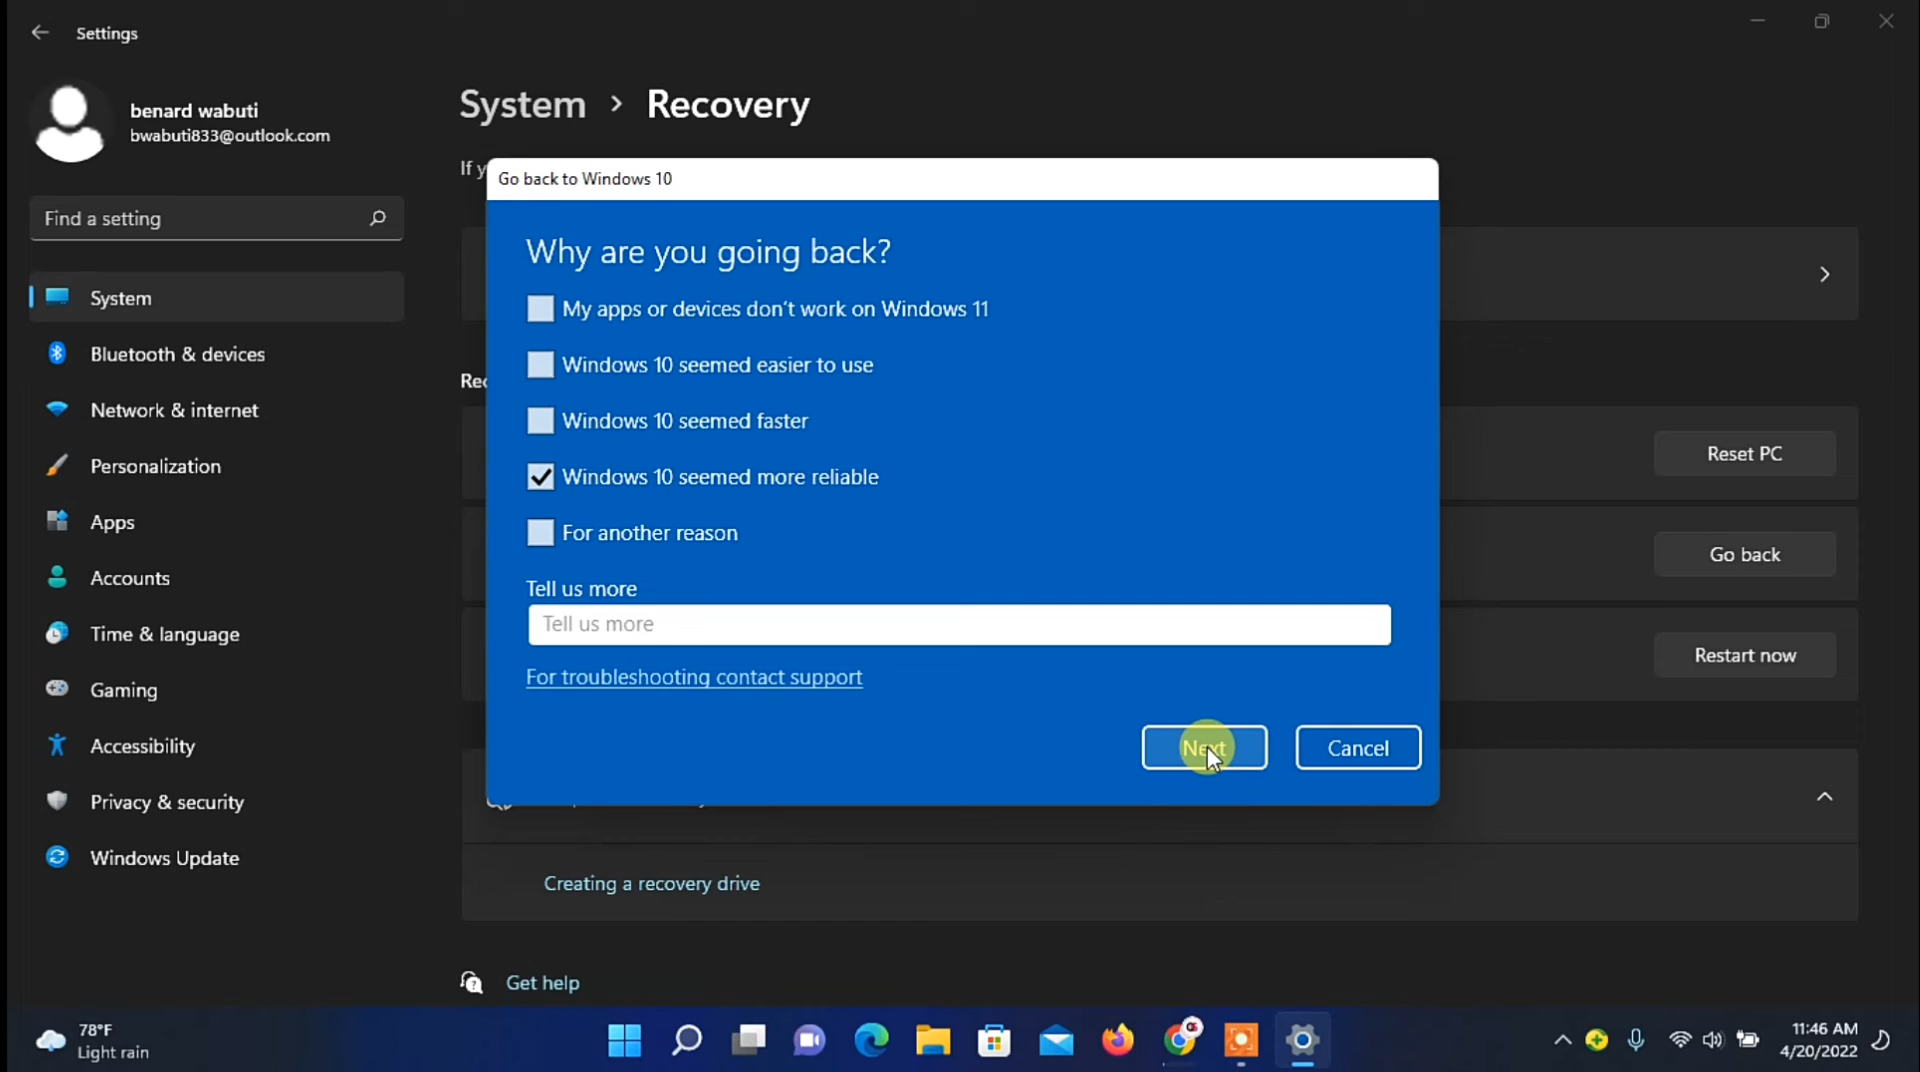 Settings
benard wabuti
bwabuti833@outlook.com
Find a setting
System
Bluetooth & devices
Network & internet
Personalization
Apps
Accounts
Time & language
Gaming
Accessibility
Privacy & security
Windows Update
System > Recovery
If y
Go back to Windows 10
Why are you going back?
My apps or devices don't work on Windows 11
Windows 10 seemed easier to use
Windows 10 seemed faster
Windows 10 seemed more reliable
For another reason
Tell us more
Tell us more
For troubleshooting contact support
Next Cancel
Rec
Reset PC
Go back
Restart now
Creating a recovery drive
Get help
78°F
Light rain
11:46 AM
4/20/2022